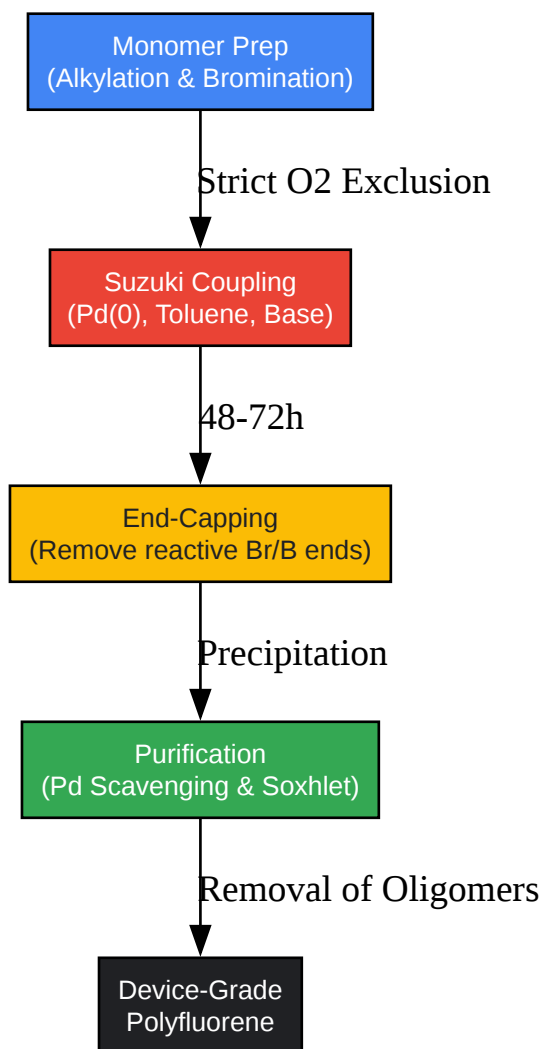 Monomer Prep
(Alkylation & Bromination)
Strict O2 Exclusion
Suzuki Coupling
(Pd(0), Toluene, Base)
48-72h
End-Capping
(Remove reactive Br/B ends)
Precipitation
Purification
(Pd Scavenging & Soxhlet)
Removal of Oligomers
Device-Grade
Polyfluorene